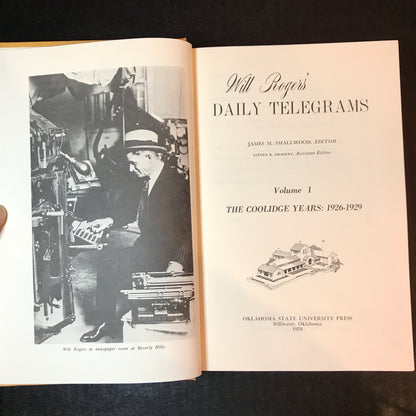 Will Rogers in newspaper room at Beverly Hills.
Will Rogers'
DAILY TELEGRAMS
JAMES M. SMALLWOOD, EDITOR
STEVEN K. GRAGERT, Assistant Editor
Volume 1
THE COOLIDGE YEARS: 1926-1929
OKLAHOMA STATE UNIVERSITY PRESS
Stillwater, Oklahoma
1978